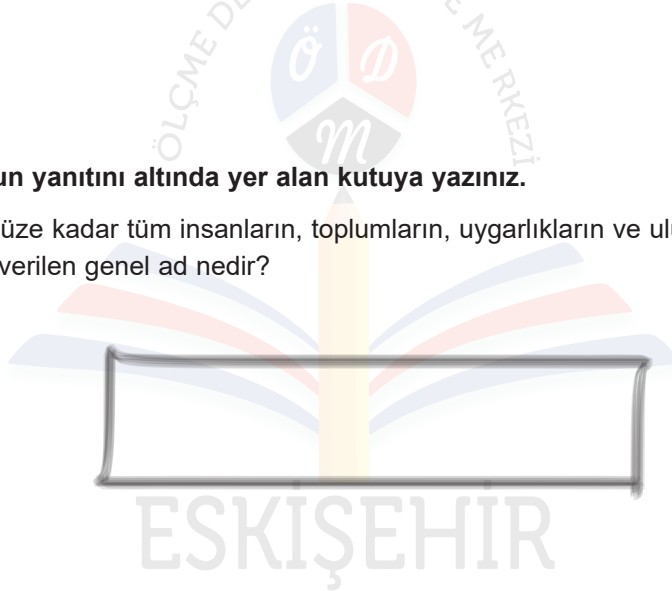 Ö D
m
un yanıtını altında yer alan kutuya yazınız.
üze kadar tüm insanların, toplumların, uygarlıkların ve ul
verilen genel ad nedir?
ESKİŞEHİR